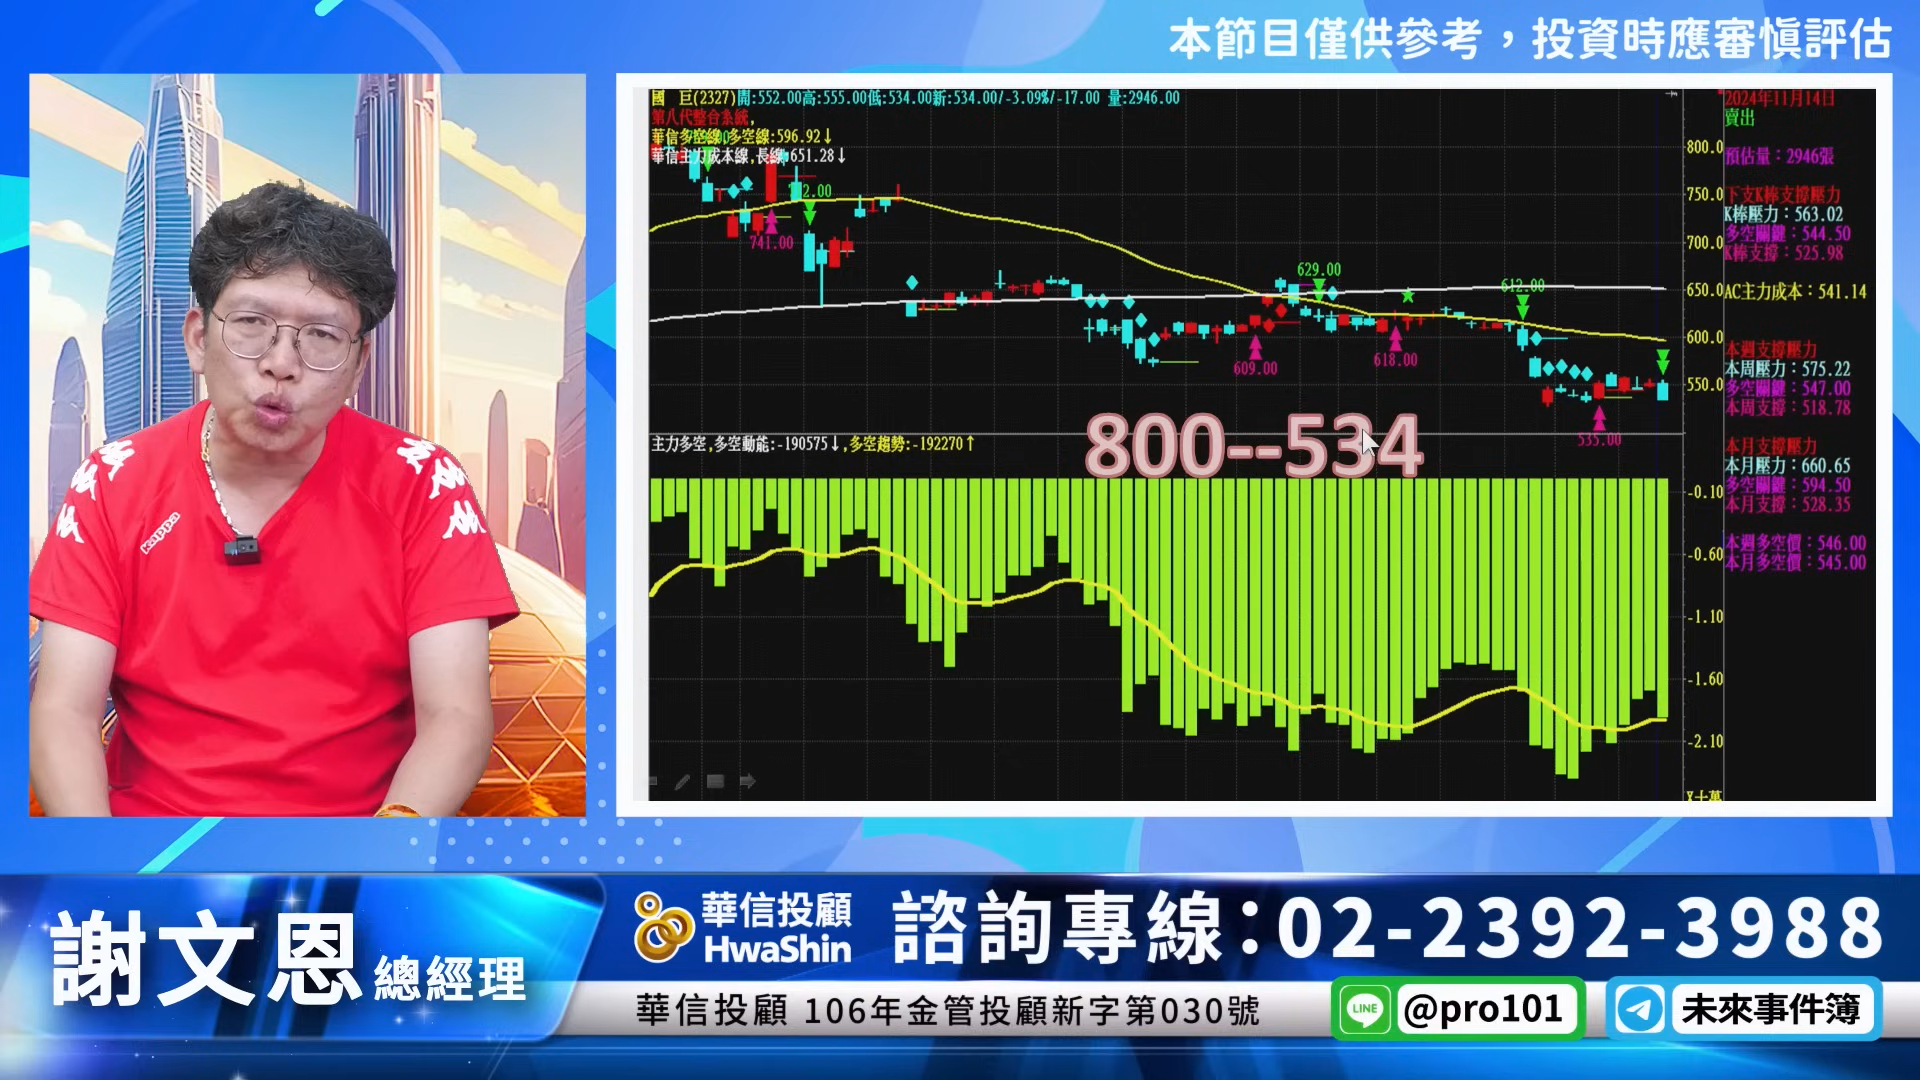 本節目僅供參考，投資時應審慎評估
國 巨(2327)開:552.00高:555.00低:534.00新:534.00/-3.09%/-17.00 量:2946.00
第八代整合系統,
華信多空線,多空線:596.92↓
華信主力成本線,長線:651.28↓
741.00
629.00
609.00
618.00
612.00
535.00
800.0
750.0
700.0
650.0
600.0
550.0
800--534
主力多空,多空動能:-190575↓,多空趨勢:-192270↑
-0.10
-0.60
-1.10
-1.60
-2.10
X十萬
2024年11月14日
賣出
預估量：2946張
下支K棒支撐壓力
K棒壓力：563.02
多空關鍵：544.50
K棒支撐：525.98
AC主力成本：541.14
本週支撐壓力
本周壓力：575.22
多空關鍵：547.00
本周支撐：518.78
本月支撐壓力
本月壓力：660.65
多空關鍵：594.50
本月支撐：528.35
本週多空價：546.00
本月多空價：545.00
Kappa
謝文恩 總經理
華信投顧
HwaShin
諮詢專線：02-2392-3988
華信投顧 106年金管投顧新字第030號
LINE
@pro101
未來事件簿